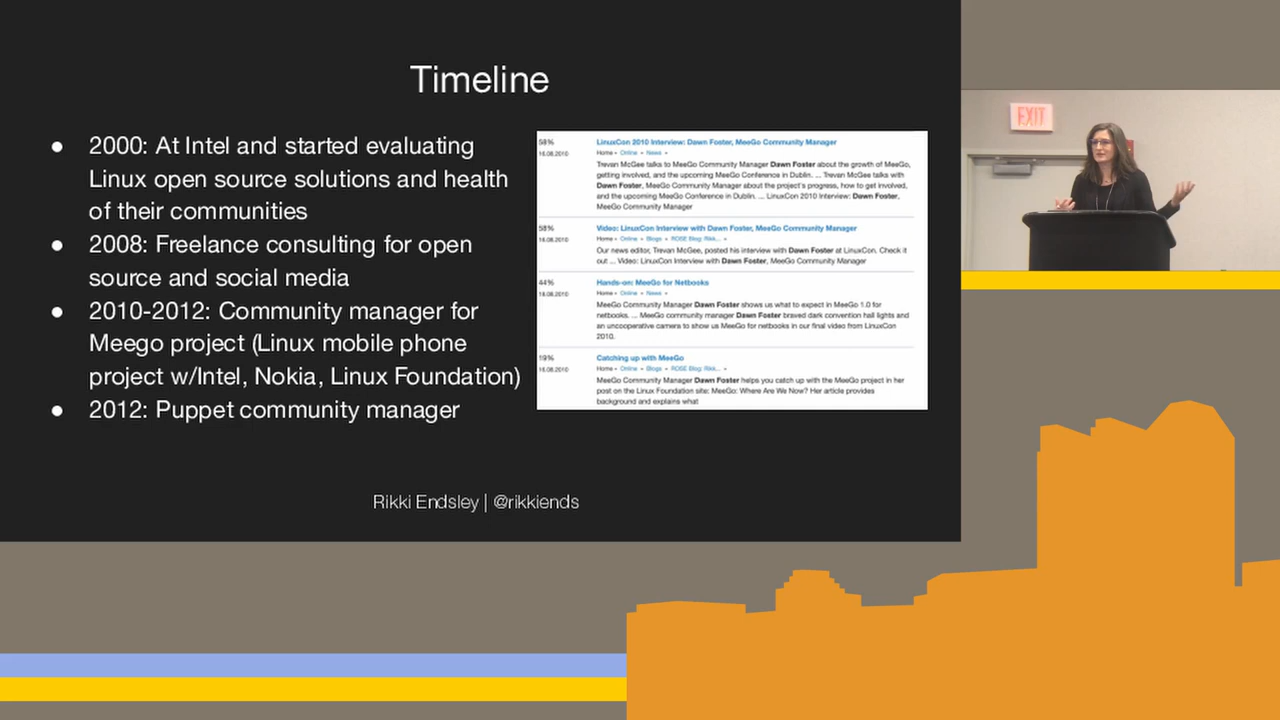 Timeline
● 2000: At Intel and started evaluating
Linux open source solutions and health
of their communities
● 2008: Freelance consulting for open
source and social media
● 2010-2012: Community manager for
Meego project (Linux mobile phone
project w/Intel, Nokia, Linux Foundation)
● 2012: Puppet community manager
58%
LinuxCon 2010 Interview: Dawn Foster, MeeGo Community Manager
16.08.2010
Home • Online • News •
Trevan McGee talks to MeeGo Community Manager Dawn Foster about the growth of MeeGo,
getting involved, and the upcoming MeeGo Conference in Dublin. ... Trevan McGee talks with
Dawn Foster, MeeGo Community Manager about the project's progress, how to get involved,
and the upcoming MeeGo Conference in Dublin. ... LinuxCon 2010 Interview: Dawn Foster,
MeeGo Community Manager
58%
Video: LinuxCon Interview with Dawn Foster, MeeGo Community Manager
16.08.2010
Home • Online • Blogs • ROSE Blog: Rikk... •
Our news editor, Trevan McGee, posted his interview with Dawn Foster at LinuxCon. Check it
out ... Video: LinuxCon Interview with Dawn Foster, MeeGo Community Manager
44%
Hands-on: MeeGo for Netbooks
18.08.2010
Home • Online • News •
MeeGo Community Manager Dawn Foster shows us what to expect in MeeGo 1.0 for
netbooks. ... MeeGo community manager Dawn Foster braved dark convention hall lights and
an uncooperative camera to show us MeeGo for netbooks in our final video from LinuxCon
2010.
19%
Catching up with MeeGo
16.08.2010
Home • Online • Blogs • ROSE Blog: Rikk... •
MeeGo Community Manager Dawn Foster helps you catch up with the MeeGo project in her
post on the Linux Foundation site: MeeGo: Where Are We Now? Her article provides
background and explains what
Rikki Endsley | @rikkiends
EXIT